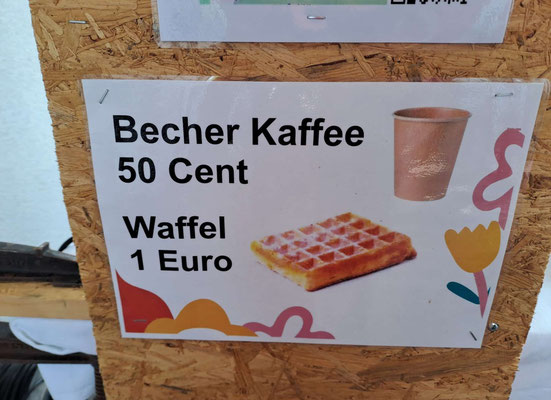 Becher Kaffee
50 Cent
Waffel
1 Euro